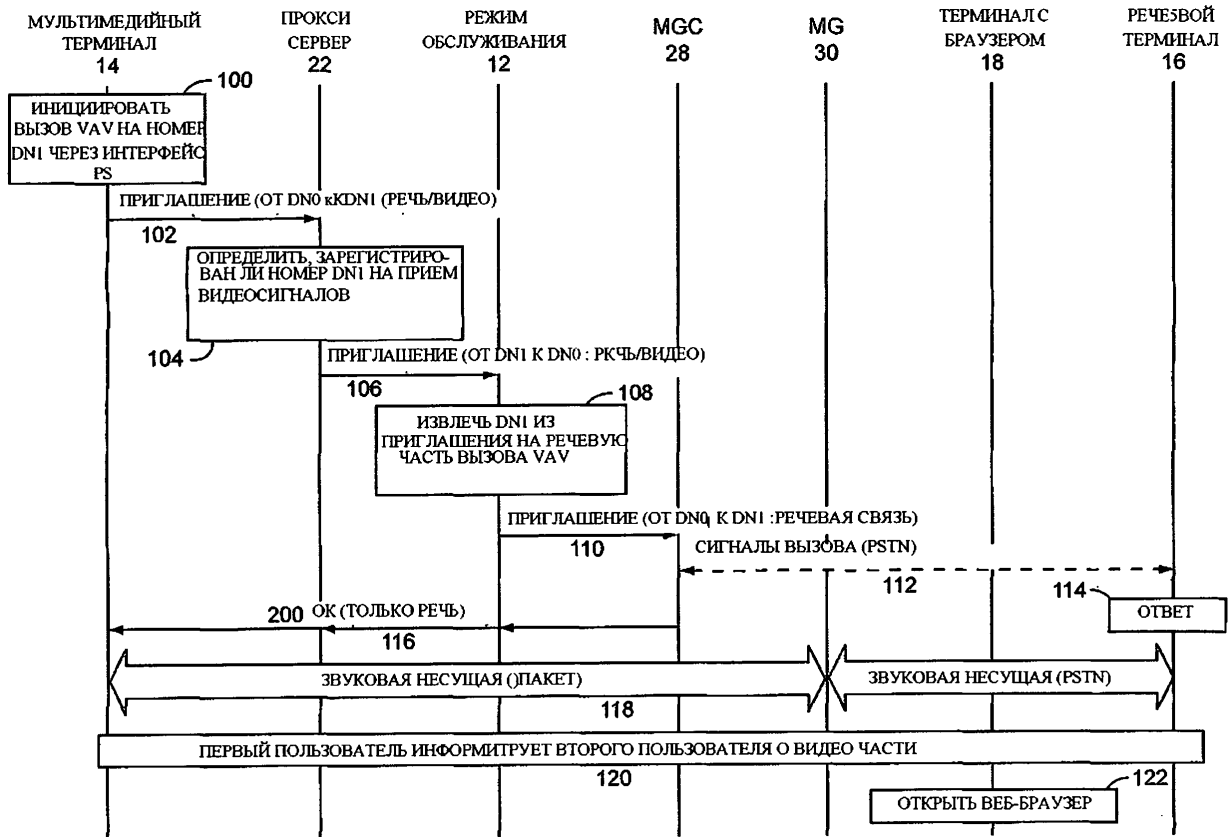 МУЛЬТИМЕДИЙНЫЙ
ТЕРМИНАЛ
14
ПРОКСИ
СЕРВЕР
22
РЕЖИМ
ОБСЛУЖИВАНИЯ
12
MGC
28
MG
30
ТЕРМИНАЛ С
БРАУЗЕРОМ
18
РЕЧЕ5ВОЙ
ТЕРМИНАЛ
16
100
ИНИЦИИРОВАТЬ
ВЫЗОВ VAV НА НОМЕР
DN1 ЧЕРЕЗ ИНТЕРФЕЙС
PS
ПРИГЛАШЕНИЕ (ОТ DN0 кKDN1 (РЕЧЬ/ВИДЕО)
102
ОПРЕДЕЛИТЬ, ЗАРЕГИСТРИРО-
ВАН ЛИ НОМЕР DN1 НА ПРИЕМ
ВИДЕОСИГНАЛОВ
104
ПРИГЛАШЕНИЕ (ОТ DN1 К DN0 : РКЧЬ/ВИДЕО)
106
108
ИЗВЛЕЧЬ DN1 ИЗ
ПРИГЛАШЕНИЯ НА РЕЧЕВУЮ
ЧАСТЬ ВЫЗОВА VAV
ПРИГЛАШЕНИЕ (ОТ DN0 К DN1 :РЕЧЕВАЯ СВЯЗЬ)
110
СИГНАЛЫ ВЫЗОВА (PSTN)
112
114
ОТВЕТ
200 ОК (ТОЛЬКО РЕЧЬ)
116
ЗВУКОВАЯ НЕСУЩАЯ ()ПАКЕТ)
118
ЗВУКОВАЯ НЕСУЩАЯ (PSTN)
ПЕРВЫЙ ПОЛЬЗОВАТЕЛЬ ИНФОРМИТРУЕТ ВТОРОГО ПОЛЬЗОВАТЕЛЯ О ВИДЕО ЧАСТИ
120
122
ОТКРЫТЬ ВЕБ-БРАУЗЕР